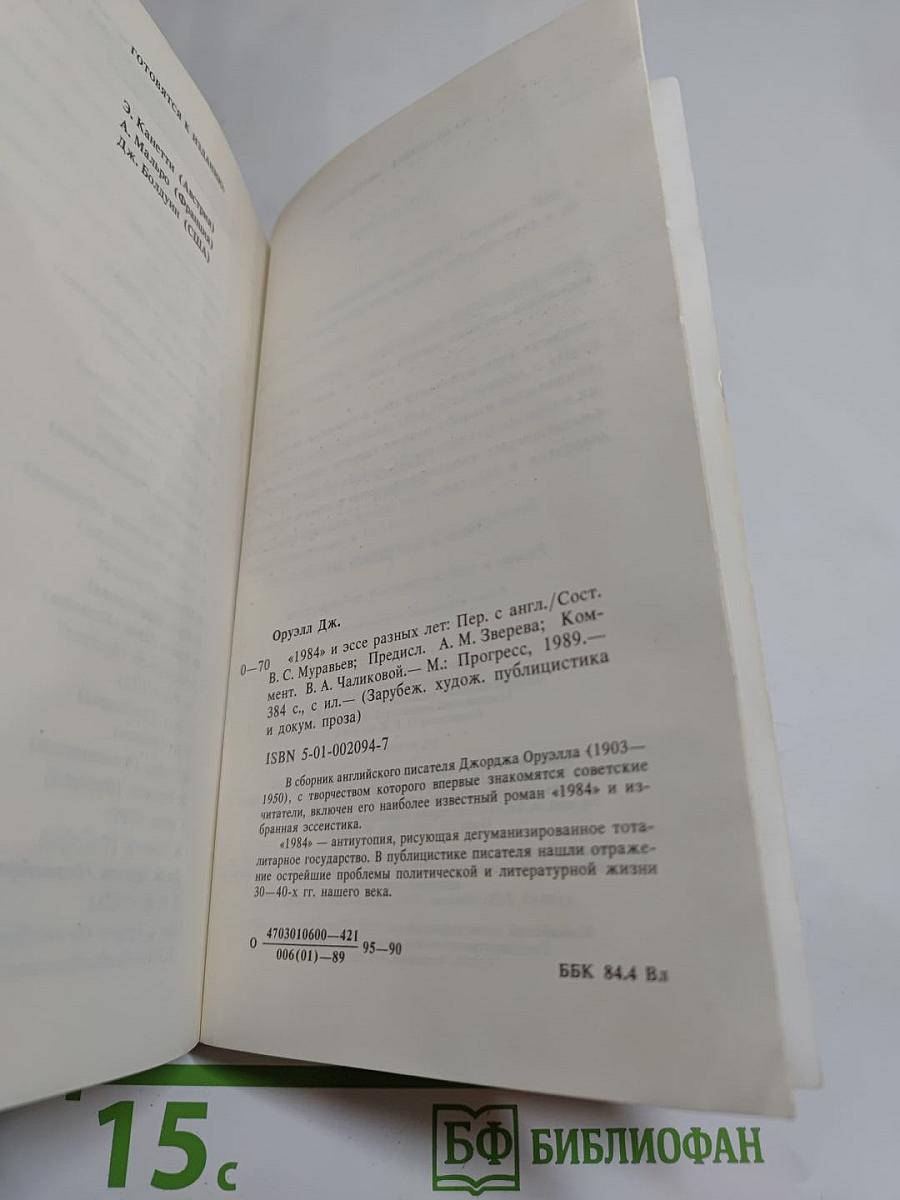 ГОТОВЯТСЯ К ИЗДАНИЮ:
Э. Канетти (Австрия)
А. Мальро (Франция)
Дж. Болдуин (США)
Оруэлл Дж.
0—70 «1984» и эссе разных лет: Пер. с англ./Сост.
В. С. Муравьев; Предисл. А. М. Зверева; Ком-
мент. В. А. Чаликовой.— М.: Прогресс, 1989.—
384 с., с ил.— (Зарубеж. худож. публицистика
и докум. проза)
ISBN 5-01-002094-7
В сборник английского писателя Джорджа Оруэлла (1903—
1950), с творчеством которого впервые знакомятся советские
читатели, включен его наиболее известный роман «1984» и из-
бранная эссеистика.
«1984» — антиутопия, рисующая дегуманизированное тота-
литарное государство. В публицистике писателя нашли отраже-
ние острейшие проблемы политической и литературной жизни
30—40-х гг. нашего века.
О 4703010600—421
006(01)—89 95—90
ББК 84.4 Вл
15 с
БФ БИБЛИОФАН